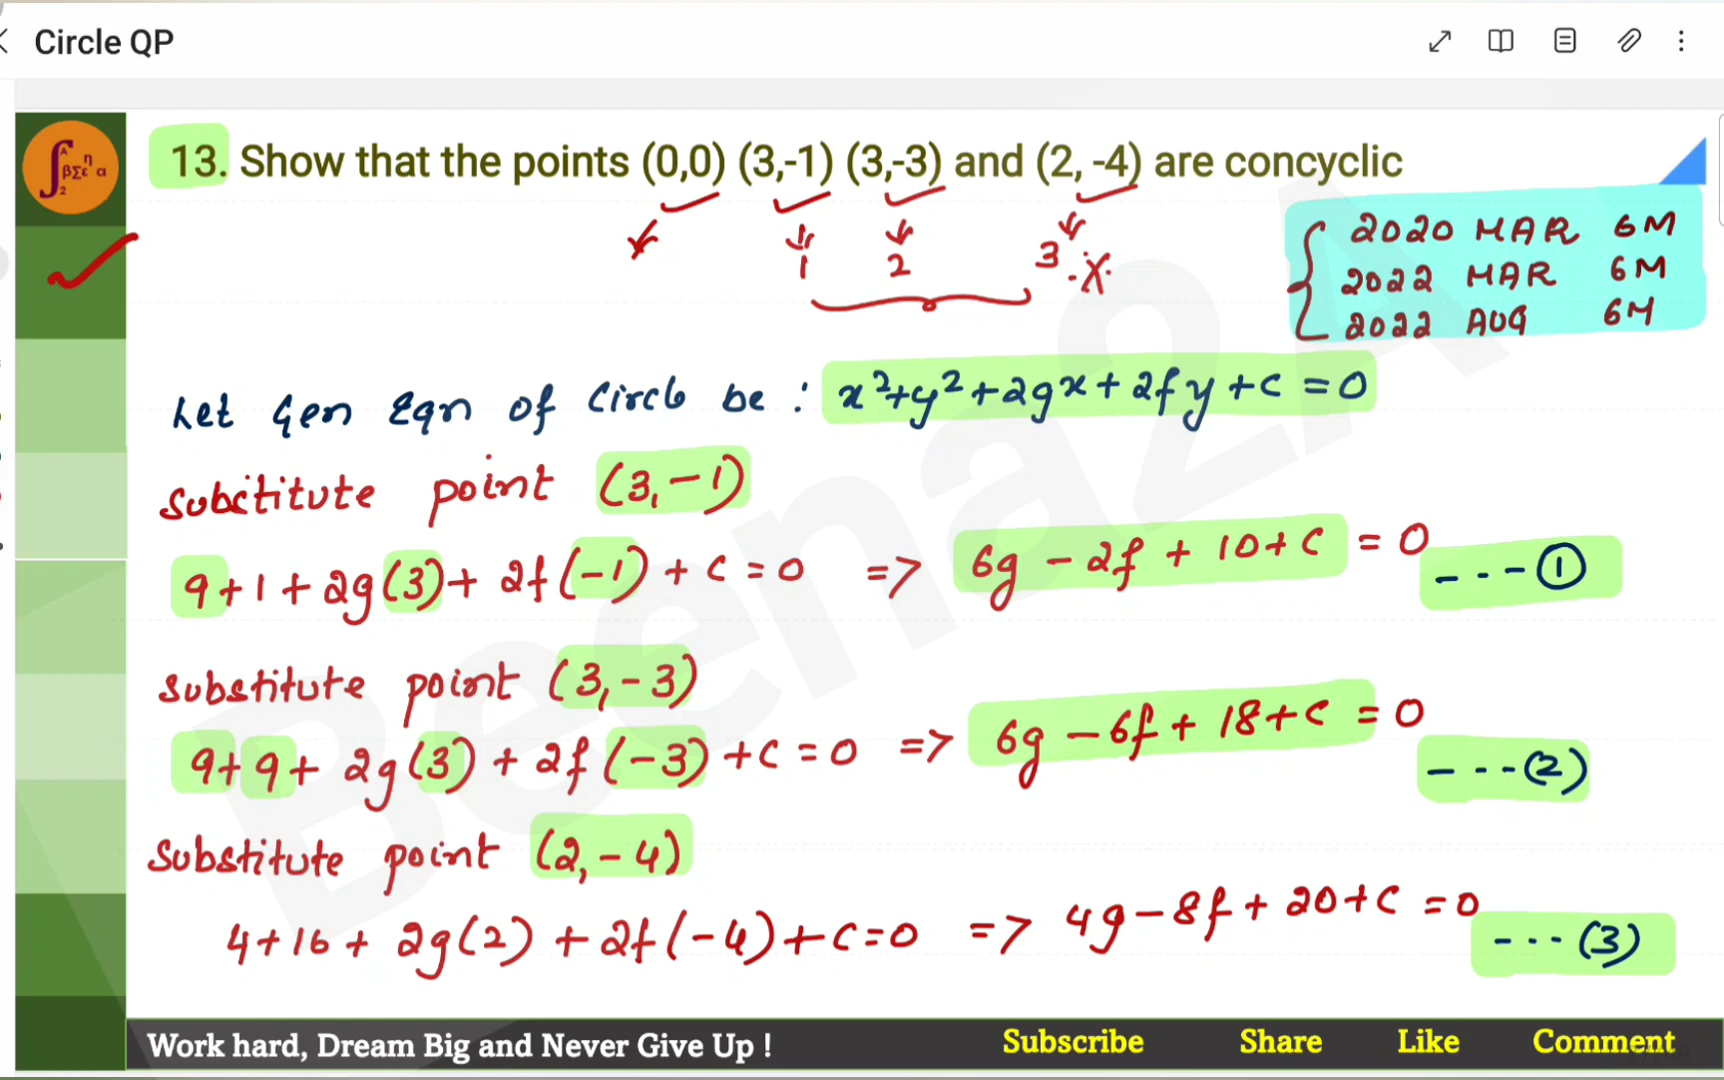 Circle QP
13. Show that the points (0,0) (3,-1) (3,-3) and (2, -4) are concyclic
1 2 3 .x.
2020 MAR 6M
2022 MAR 6M
2022 AUG 6M
Let Gen Eqn of Circle be : x²+y²+2gx+2fy+c=0
Substitute point (3,-1)
9+1+2g(3)+2f(-1)+c=0 => 6g-2f+10+c=0 ---①
Substitute point (3,-3)
9+9+2g(3)+2f(-3)+c=0 => 6g-6f+18+c=0 ----(2)
Substitute point (2,-4)
4+16+2g(2)+2f(-4)+c=0 => 4g-8f+20+c=0 ----(3)
Work hard, Dream Big and Never Give Up ! Subscribe Share Like Comment